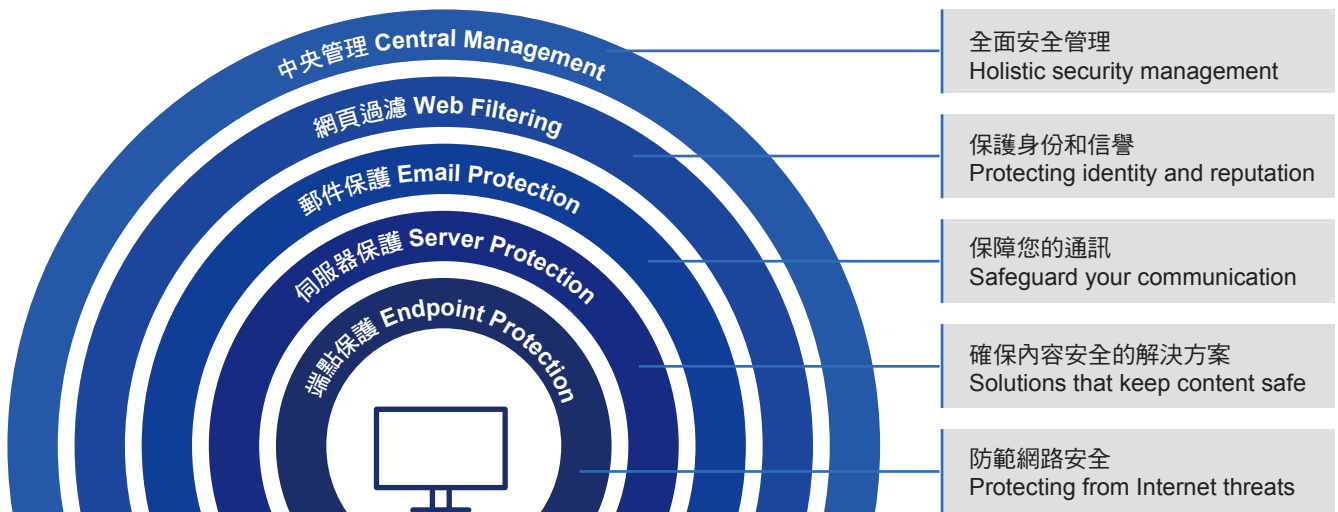 中央管理 Central Management
網頁過濾 Web Filtering
郵件保護 Email Protection
伺服器保護 Server Protection
端點保護 Endpoint Protection
全面安全管理
Holistic security management
保護身份和信譽
Protecting identity and reputation
保障您的通訊
Safeguard your communication
確保內容安全的解決方案
Solutions that keep content safe
防範網路安全
Protecting from Internet threats